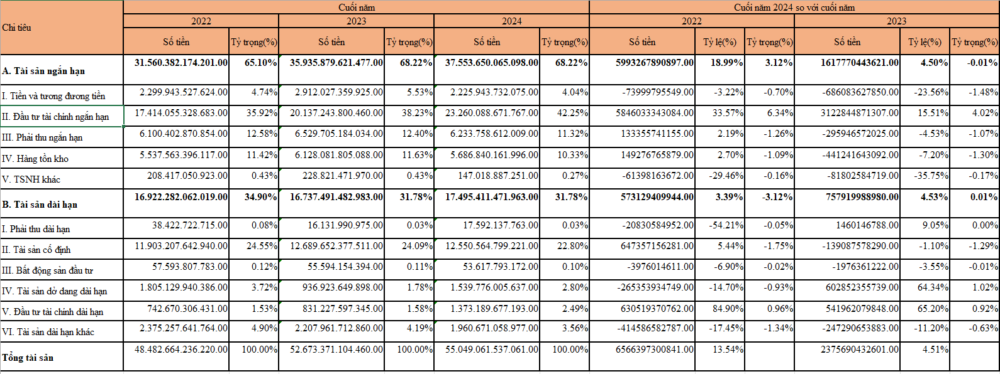 Chỉ tiêu Cuối năm Cuối năm 2024 so với cuối năm
2022 2023 2024 2022 2023
Số tiền Tỷ trọng(%) Số tiền Tỷ trọng(%) Số tiền Tỷ trọng(%) Số tiền Tỷ lệ(%) Tỷ trọng(%) Số tiền Tỷ lệ(%) Tỷ trọng(%)
A. Tài sản ngắn hạn 31.560.382.174.201.00 65.10% 35.935.879.621.477.00 68.22% 37.553.650.065.098.00 68.22% 5993267890897.00 18.99% 3.12% 1617770443621.00 4.50% -0.01%
I. Tiền và tương đương tiền 2.299.943.527.624.00 4.74% 2.912.027.359.925.00 5.53% 2.225.943.732.075.00 4.04% -73999795549.00 -3.22% -0.70% -686083627850.00 -23.56% -1.48%
II. Đầu tư tài chính ngắn hạn 17.414.055.328.683.00 35.92% 20.137.243.800.460.00 38.23% 23.260.088.671.767.00 42.25% 5846033343084.00 33.57% 6.34% 3122844871307.00 15.51% 4.02%
III. Phải thu ngắn hạn 6.100.402.870.854.00 12.58% 6.529.705.184.034.00 12.40% 6.233.758.612.009.00 11.32% 133355741155.00 2.19% -1.26% -295946572025.00 -4.53% -1.07%
IV. Hàng tồn kho 5.537.563.396.117.00 11.42% 6.128.081.805.088.00 11.63% 5.686.840.161.996.00 10.33% 149276765879.00 2.70% -1.09% -441241643092.00 -7.20% -1.30%
V. TSNH khác 208.417.050.923.00 0.43% 228.821.471.970.00 0.43% 147.018.887.251.00 0.27% -61398163672.00 -29.46% -0.16% -81802584719.00 -35.75% -0.17%
B. Tài sản dài hạn 16.922.282.062.019.00 34.90% 16.737.491.482.983.00 31.78% 17.495.411.471.963.00 31.78% 573129409944.00 3.39% -3.12% 757919988980.00 4.53% 0.01%
I. Phải thu dài hạn 38.422.722.715.00 0.08% 16.131.990.975.00 0.03% 17.592.137.763.00 0.03% -20830584952.00 -54.21% -0.05% 1460146788.00 9.05% 0.00%
II. Tài sản cố định 11.903.207.642.940.00 24.55% 12.689.652.377.511.00 24.09% 12.550.564.799.221.00 22.80% 647357156281.00 5.44% -1.75% -139087578290.00 -1.10% -1.29%
III. Bất động sản đầu tư 57.593.807.783.00 0.12% 55.594.154.394.00 0.11% 53.617.793.172.00 0.10% -3976014611.00 -6.90% -0.02% -1976361222.00 -3.55% -0.01%
IV. Tài sản dở dang dài hạn 1.805.129.940.386.00 3.72% 936.923.649.898.00 1.78% 1.539.776.005.637.00 2.80% -265353934749.00 -14.70% -0.93% 602852355739.00 64.34% 1.02%
V. Đầu tư tài chính dài hạn 742.670.306.431.00 1.53% 831.227.597.345.00 1.58% 1.373.189.677.193.00 2.49% 630519370762.00 84.90% 0.96% 541962079848.00 65.20% 0.92%
VI. Tài sản dài hạn khác 2.375.257.641.764.00 4.90% 2.207.961.712.860.00 4.19% 1.960.671.058.977.00 3.56% -414586582787.00 -17.45% -1.34% -247290653883.00 -11.20% -0.63%
Tổng tài sản 48.482.664.236.220.00 100.00% 52.673.371.104.460.00 100.00% 55.049.061.537.061.00 100.00% 6566397300841.00 13.54% 2375690432601.00 4.51%